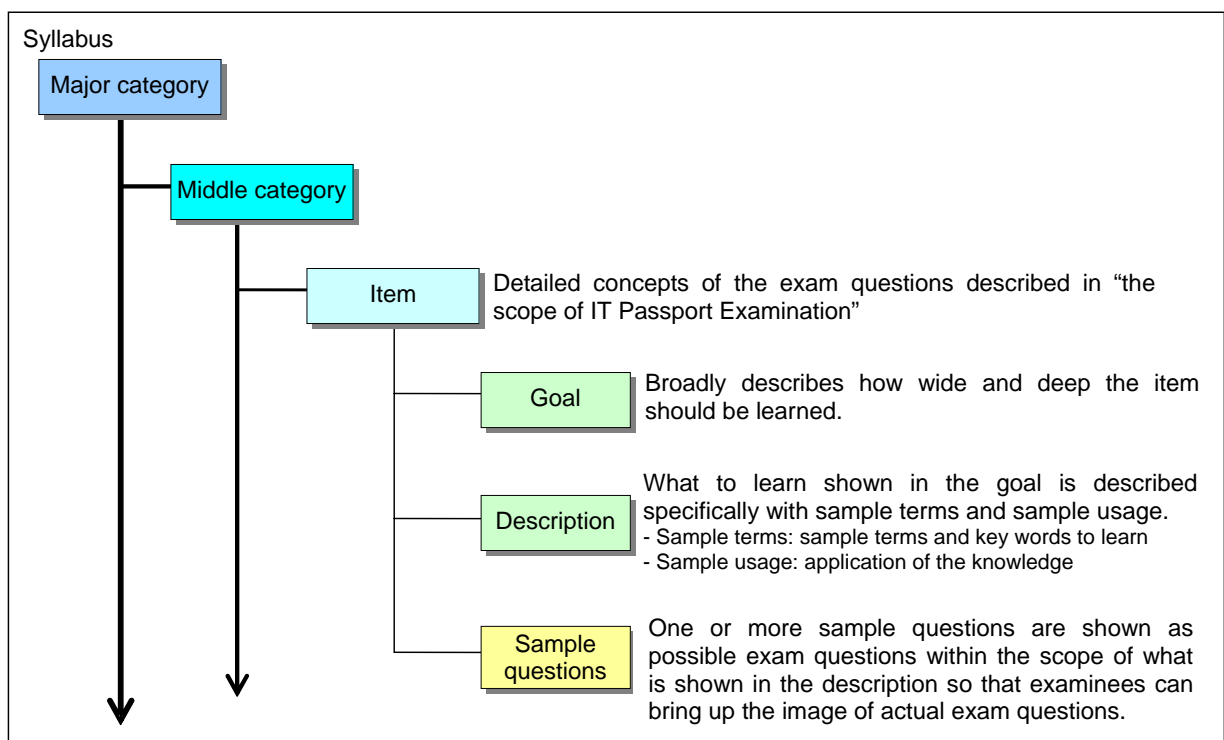 Syllabus
Major category
Middle category
Item
Detailed concepts of the exam questions described in “the
scope of IT Passport Examination”
Goal
Broadly describes how wide and deep the item
should be learned.
Description
What to learn shown in the goal is described
specifically with sample terms and sample usage.
- Sample terms: sample terms and key words to learn
- Sample usage: application of the knowledge
Sample
questions
One or more sample questions are shown as
possible exam questions within the scope of what
is shown in the description so that examinees can
bring up the image of actual exam questions.